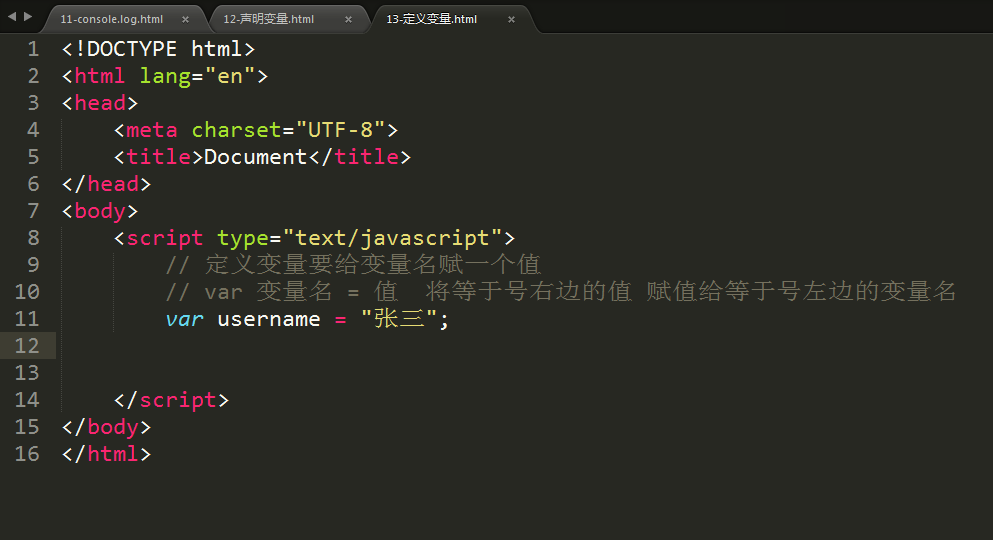 11-console.log.html × 12-声明变量.html × 13-定义变量.html ×
1 <!DOCTYPE html>
2 <html lang="en">
3 <head>
4     <meta charset="UTF-8">
5     <title>Document</title>
6 </head>
7 <body>
8     <script type="text/javascript">
9         // 定义变量要给变量名赋一个值
10         // var 变量名 = 值  将等于号右边的值 赋值给等于号左边的变量名
11         var username = "张三";
12
13
14     </script>
15 </body>
16 </html>